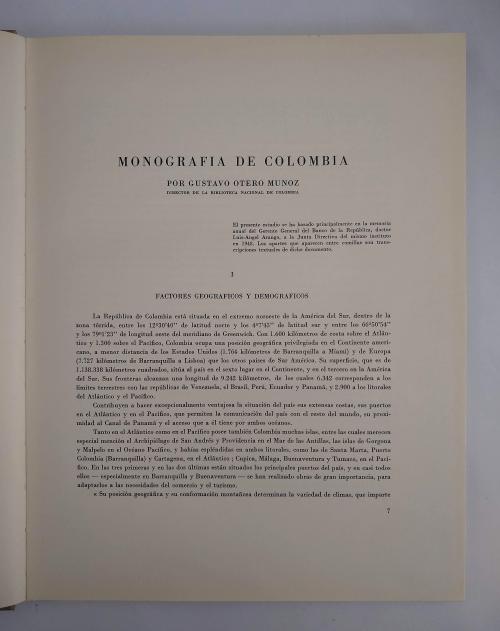 MONOGRAFIA DE COLOMBIA
POR GUSTAVO OTERO MUNOZ
DIRECTOR DE LA BIBLIOTECA NACIONAL DE COLOMBIA
El presente estudio se ha basado principalmente en la memoria
anual del Gerente General del Banco de la República, doctor
Luis-Angel Arango, a la Junta Directiva del mismo instituto
en 1948. Los apartes que aparecen entre comillas son trans-
cripciones textuales de dicho documento.
I
FACTORES GEOGRAFICOS Y DEMOGRAFICOS
La República de Colombia está situada en el extremo noroeste de la América del Sur, dentro de la
zona tórrida, entre los 12°30'40" de latitud norte y los 4°7'45" de latitud sur y entre los 66°50'54"
y los 79°1'23" de longitud oeste del meridiano de Greenwich. Con 1.600 kilómetros de costa sobre el Atlán-
tico y 1.300 sobre el Pacífico, Colombia ocupa una posición geográfica privilegiada en el Continente ameri-
cano, a menor distancia de los Estados Unidos (1.764 kilómetros de Barranquilla a Miami) y de Europa
(7.727 kilómetros de Barranquilla a Lisboa) que los otros países de Sur América. Su superficie, que es de
1.138.338 kilómetros cuadrados, sitúa al país en el sexto lugar en el Continente, y en el tercero en la América
del Sur. Sus fronteras alcanzan una longitud de 9.242 kilómetros, de los cuales 6.342 corresponden a los
límites terrestres con las repúblicas de Venezuela, el Brasil, Perú, Ecuador y Panamá, y 2.900 a los litorales
del Atlántico y el Pacífico.
Contribuyen a hacer excepcionalmente ventajosa la situación del país sus extensas costas, sus puertos
en el Atlántico y en el Pacífico, que permiten la comunicación del país con el resto del mundo, su proxi-
midad al Canal de Panamá y el acceso que a él tiene por ambos océanos.
Tanto en el Atlántico como en el Pacífico posee también Colombia muchas islas, entre las cuales merecen
especial mención el Archipiélago de San Andrés y Providencia en el Mar de las Antillas, las islas de Gorgona
y Malpelo en el Océano Pacífico, y bahías espléndidas en ambos litorales, como las de Santa Marta, Puerto
Colombia (Barranquilla) y Cartagena, en el Atlántico; Cupica, Málaga, Buenaventura y Tumaco, en el Pací-
fico. En las tres primeras y en las dos últimas están situados los principales puertos del país, y en casi todos
ellos — especialmente en Barranquilla y Buenaventura — se han realizado obras de gran importancia, para
adaptarlos a las necesidades del comercio y el turismo.
« Su posición geográfica y su conformación montañosa determinan la variedad de climas, que importa
7